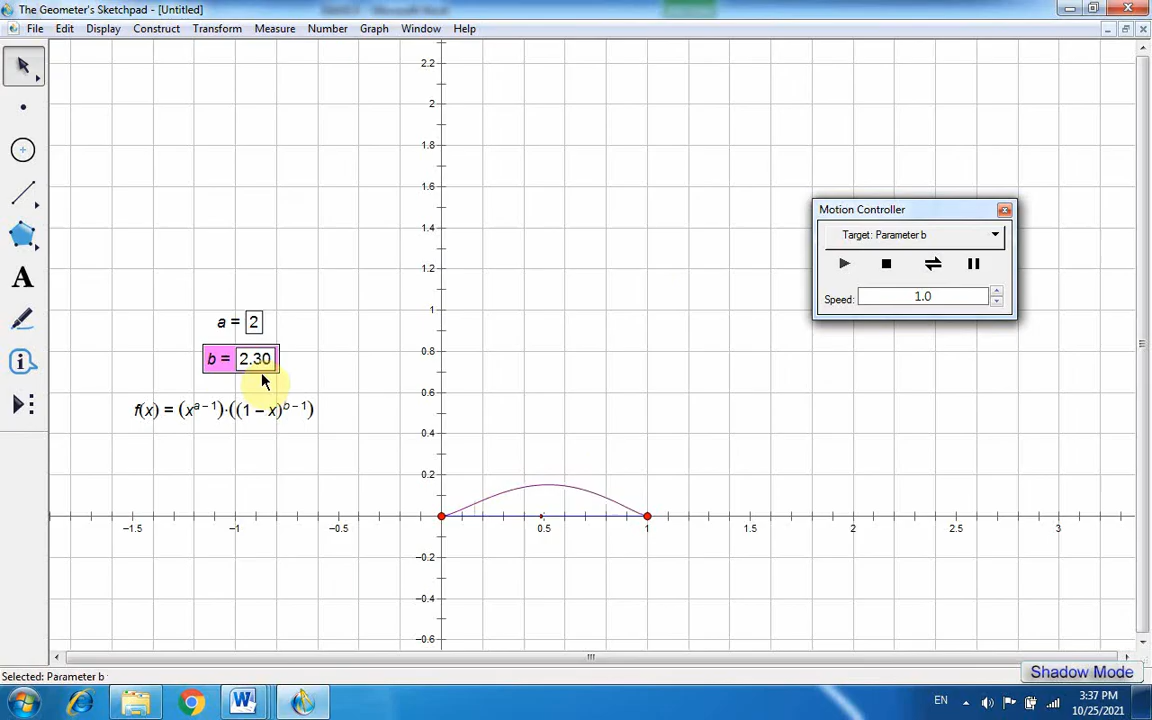 The Geometer's Sketchpad - [Untitled]
File Edit Display Construct Transform Measure Number Graph Window Help
2.2
2
1.8
1.6
1.4
1.2
1
0.8
0.6
0.4
0.2
−0.2
−0.4
−0.6
−1.5 −1 −0.5 0.5 1 1.5 2 2.5 3
a = 2
b = 2.30
f(x) = (x^(a − 1))·((1 − x)^(b − 1))
Motion Controller
Target: Parameter b
Speed: 1.0
A
Selected: Parameter b
Shadow Mode
EN
3:37 PM
10/25/2021